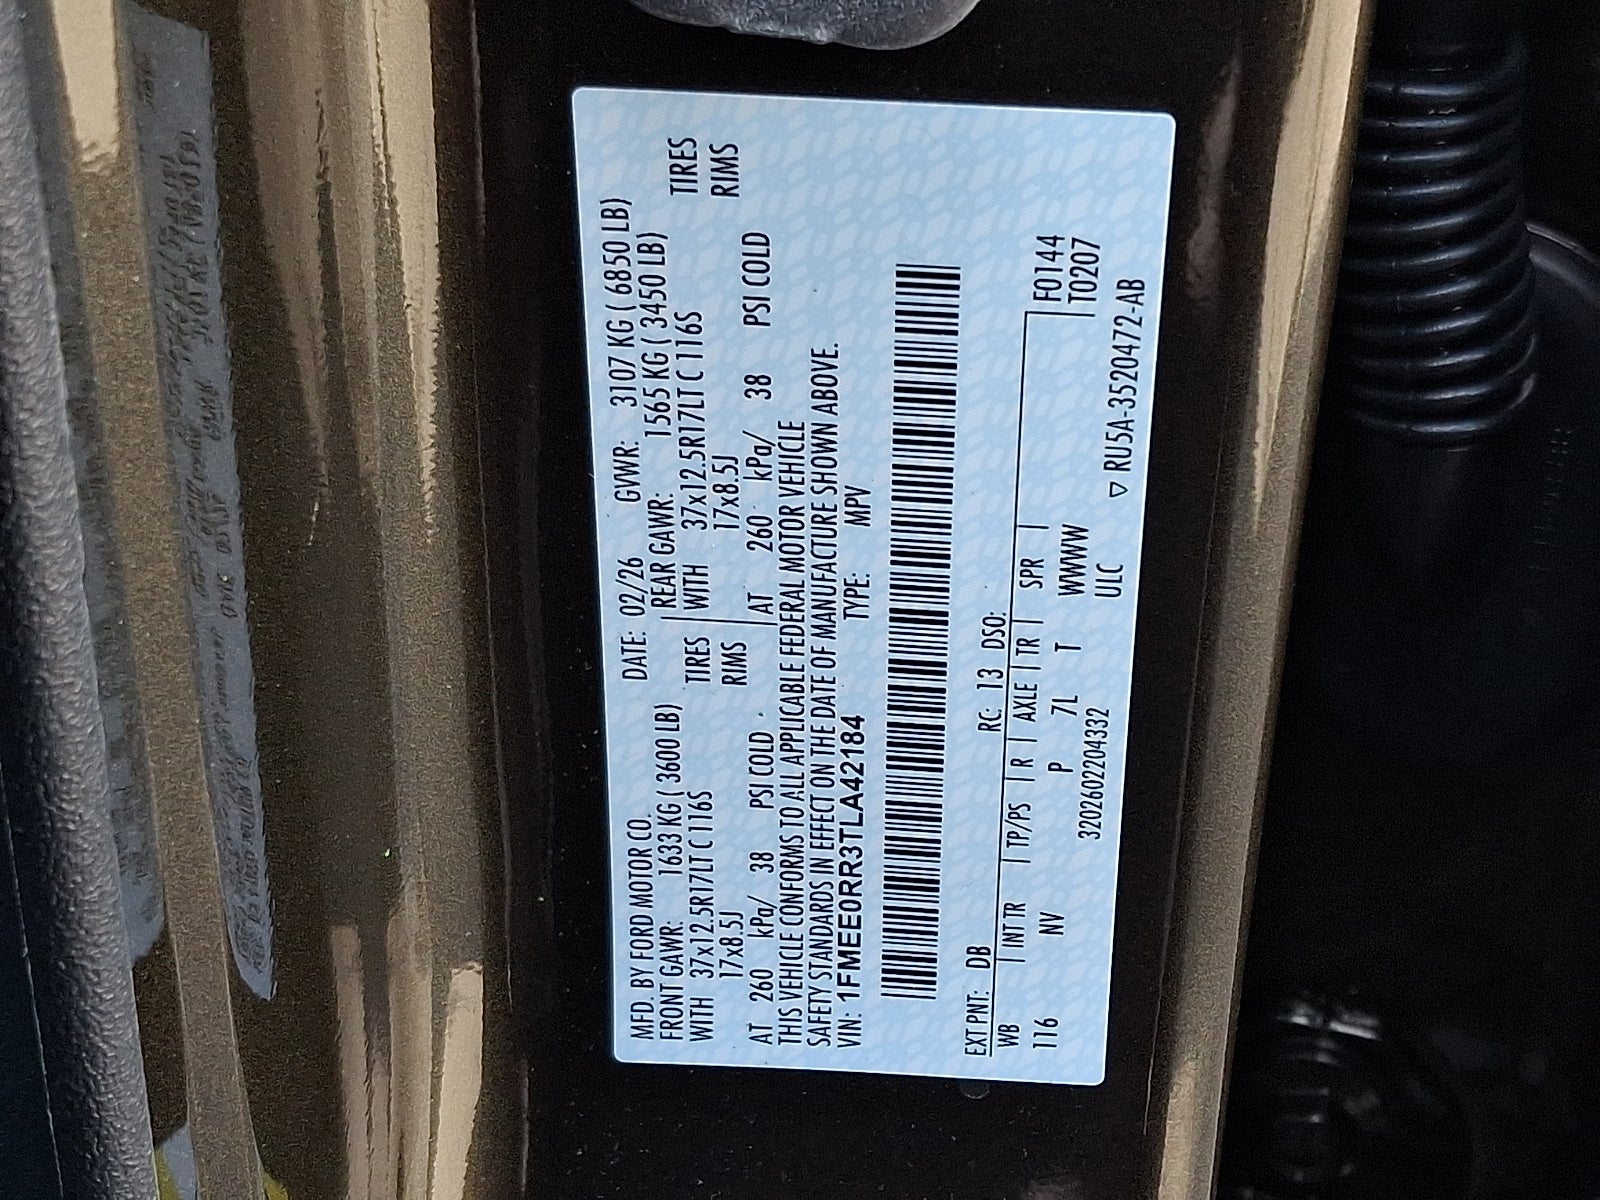 MFD. BY FORD MOTOR CO. DATE: 02/26 GVWR: 3107 KG ( 6850 LB)
FRONT GAWR: 1633 KG ( 3600 LB) REAR GAWR: 1565 KG ( 3450 LB)
WITH 37x12.5R17LT C 116S TIRES WITH 37x12.5R17LT C 116S TIRES
17x8.5J RIMS 17x8.5J RIMS
AT 260 kPa/ 38 PSI COLD AT 260 kPa/ 38 PSI COLD
THIS VEHICLE CONFORMS TO ALL APPLICABLE FEDERAL MOTOR VEHICLE
SAFETY STANDARDS IN EFFECT ON THE DATE OF MANUFACTURE SHOWN ABOVE.
VIN: 1FMEE0RR3TLA42184 TYPE: MPV
EXT PNT: DB RC: 13 DSO:
WB | INT TR | TP/PS | R | AXLE | TR | SPR | F0144
116 NV P 7L T WWWW T0207
320260220​4332 ULC ▽ RU5A-3520472-AB